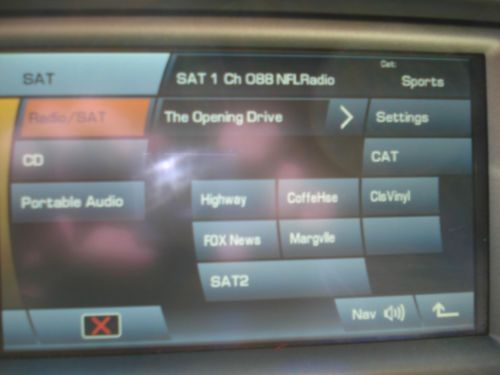 SAT SAT 1 Ch 088 NFLRadio Cat: Sports
Radio/SAT The Opening Drive > Settings
CD CAT
Portable Audio Highway CoffeHse ClsVinyl
FOX News Margvlle
SAT2
X Nav